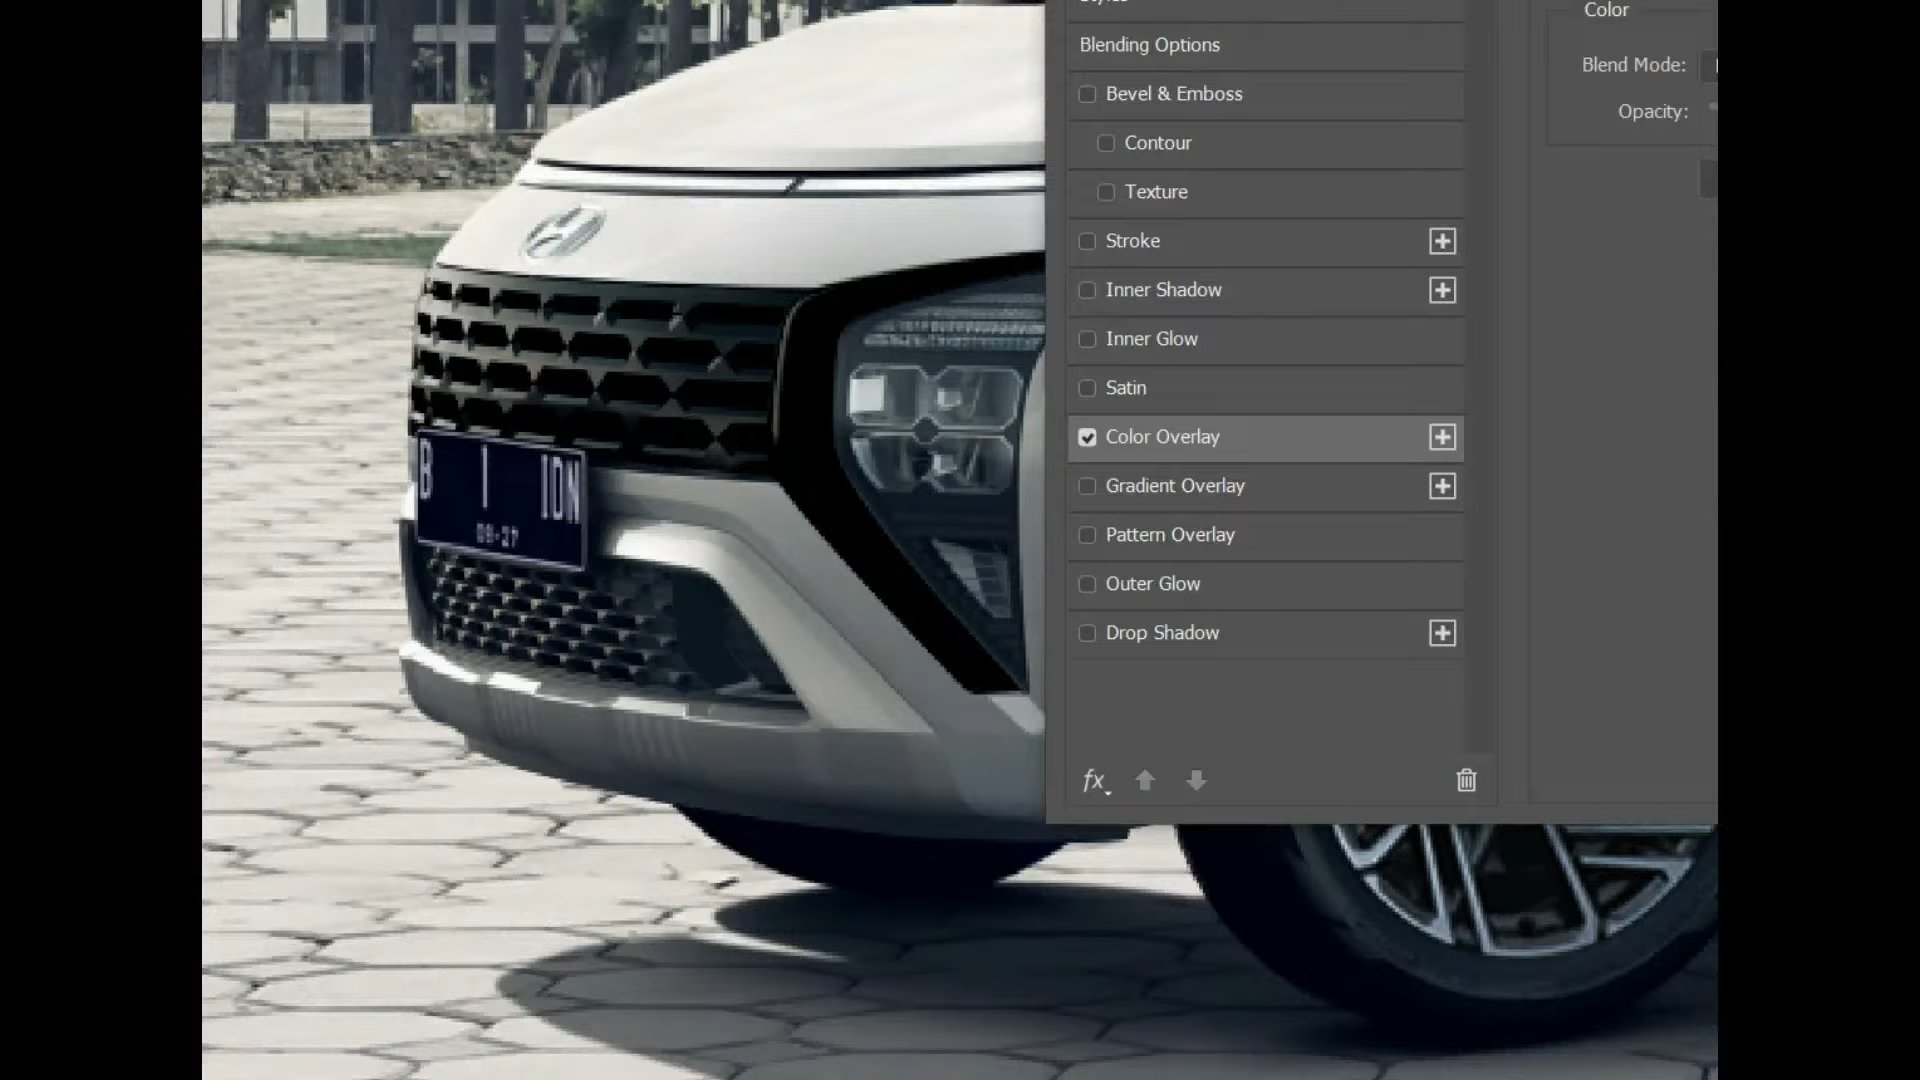 Color
Blending Options
Blend Mode:
Bevel & Emboss
Opacity:
Contour
Texture
Stroke
Inner Shadow
Inner Glow
Satin
Color Overlay
Gradient Overlay
Pattern Overlay
Outer Glow
Drop Shadow
fx
B 1 IDN
09-27